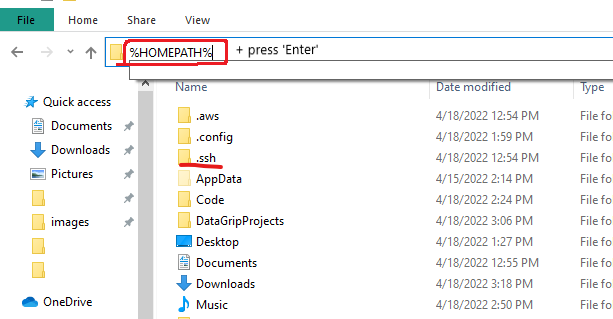 File Home Share View
%HOMEPATH% + press 'Enter'
Name Date modified Type
Quick access
Documents
Downloads
Pictures
images
OneDrive
.aws 4/18/2022 12:54 PM File fo
.config 4/18/2022 1:59 PM File fo
.ssh 4/18/2022 12:54 PM File fo
AppData 4/15/2022 2:14 PM File fo
Code 4/18/2022 2:24 PM File fo
DataGripProjects 4/18/2022 3:06 PM File fo
Desktop 4/18/2022 1:27 PM File fo
Documents 4/18/2022 12:55 PM File fo
Downloads 4/18/2022 3:18 PM File fo
Music 4/18/2022 2:50 PM File fo